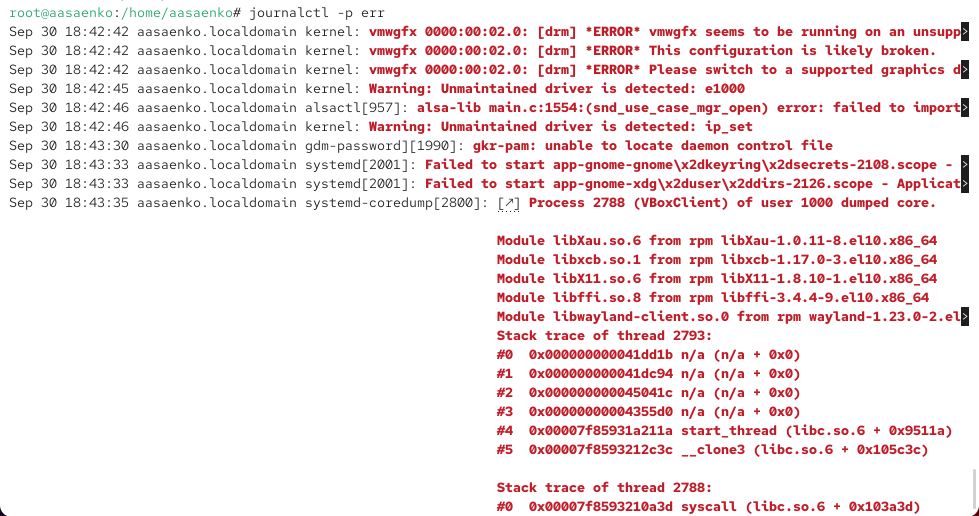 root@aasaenko:/home/aasaenko# journalctl -p err
Sep 30 18:42:42 aasaenko.localdomain kernel: vmwgfx 0000:00:02.0: [drm] *ERROR* vmwgfx seems to be running on an unsupp>
Sep 30 18:42:42 aasaenko.localdomain kernel: vmwgfx 0000:00:02.0: [drm] *ERROR* This configuration is likely broken.
Sep 30 18:42:42 aasaenko.localdomain kernel: vmwgfx 0000:00:02.0: [drm] *ERROR* Please switch to a supported graphics d>
Sep 30 18:42:45 aasaenko.localdomain kernel: Warning: Unmaintained driver is detected: e1000
Sep 30 18:42:46 aasaenko.localdomain alsactl[957]: alsa-lib main.c:1554:(snd_use_case_mgr_open) error: failed to import>
Sep 30 18:42:46 aasaenko.localdomain kernel: Warning: Unmaintained driver is detected: ip_set
Sep 30 18:43:30 aasaenko.localdomain gdm-password][1990]: gkr-pam: unable to locate daemon control file
Sep 30 18:43:33 aasaenko.localdomain systemd[2001]: Failed to start app-gnome-gnome\x2dkeyring\x2dsecrets-2108.scope - >
Sep 30 18:43:33 aasaenko.localdomain systemd[2001]: Failed to start app-gnome-xdg\x2duser\x2ddirs-2126.scope - Applicat>
Sep 30 18:43:35 aasaenko.localdomain systemd-coredump[2800]: [↗] Process 2788 (VBoxClient) of user 1000 dumped core.
Module libXau.so.6 from rpm libXau-1.0.11-8.el10.x86_64
Module libxcb.so.1 from rpm libxcb-1.17.0-3.el10.x86_64
Module libX11.so.6 from rpm libX11-1.8.10-1.el10.x86_64
Module libffi.so.8 from rpm libffi-3.4.4-9.el10.x86_64
Module libwayland-client.so.0 from rpm wayland-1.23.0-2.el>
Stack trace of thread 2793:
#0  0x000000000041dd1b n/a (n/a + 0x0)
#1  0x000000000041dc94 n/a (n/a + 0x0)
#2  0x000000000045041c n/a (n/a + 0x0)
#3  0x00000000004355d0 n/a (n/a + 0x0)
#4  0x00007f85931a211a start_thread (libc.so.6 + 0x9511a)
#5  0x00007f8593212c3c __clone3 (libc.so.6 + 0x105c3c)
Stack trace of thread 2788:
#0  0x00007f8593210a3d syscall (libc.so.6 + 0x103a3d)